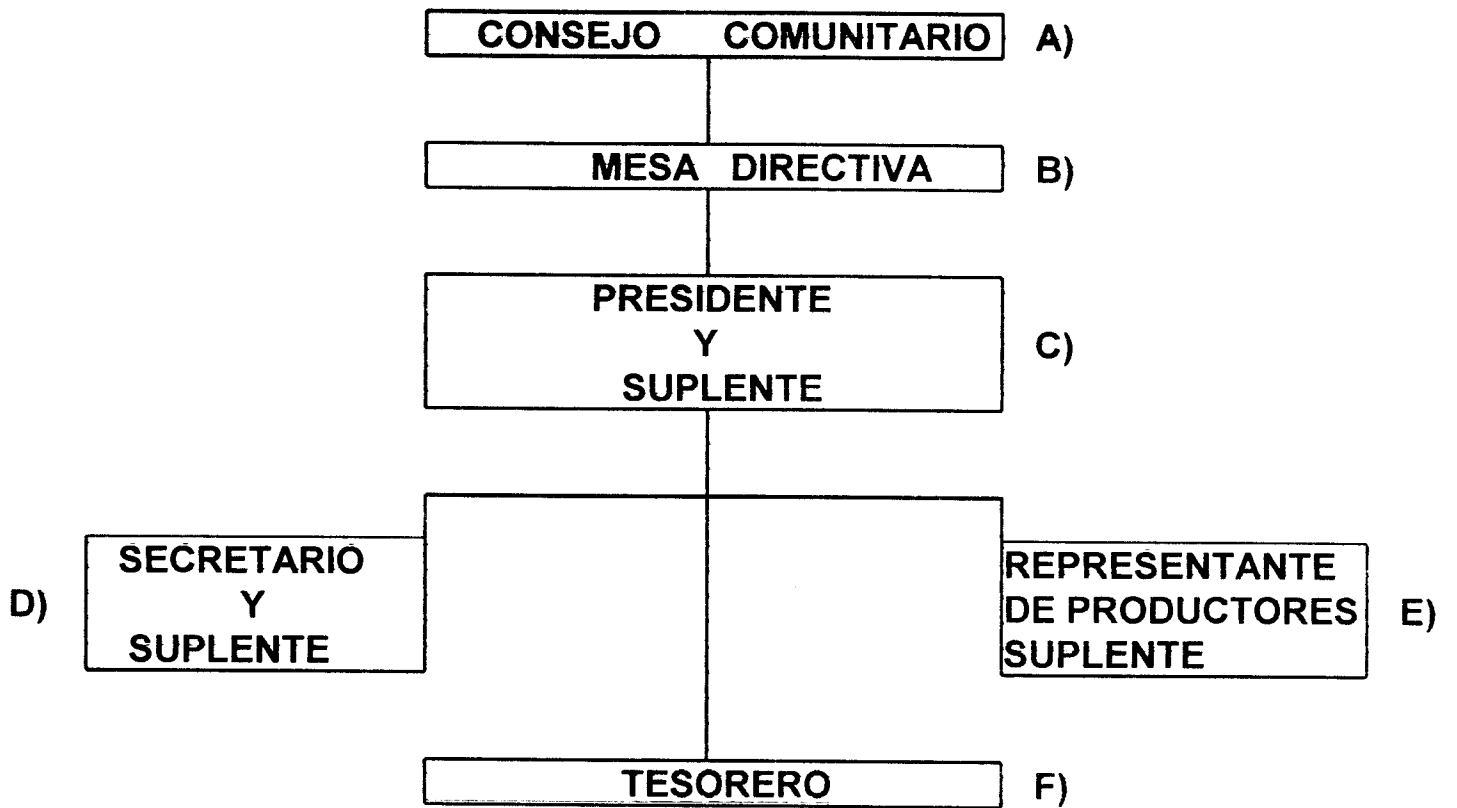 CONSEJO COMUNITARIO A)
MESA DIRECTIVA B)
PRESIDENTE
Y
SUPLENTE
C)
D)
SECRETARIO
Y
SUPLENTE
REPRESENTANTE
DE PRODUCTORES
SUPLENTE
E)
TESORERO F)